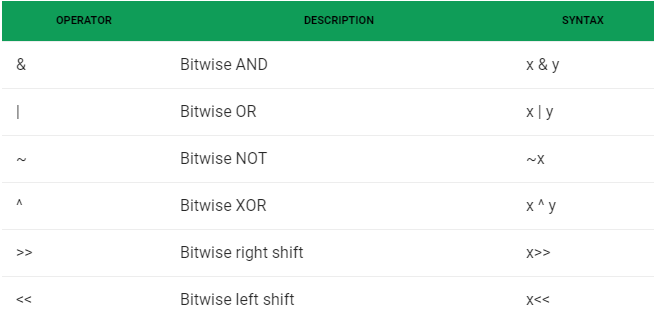 OPERATOR DESCRIPTION SYNTAX
& Bitwise AND x & y
| Bitwise OR x | y
~ Bitwise NOT ~x
^ Bitwise XOR x ^ y
>> Bitwise right shift x>>
<< Bitwise left shift x<<